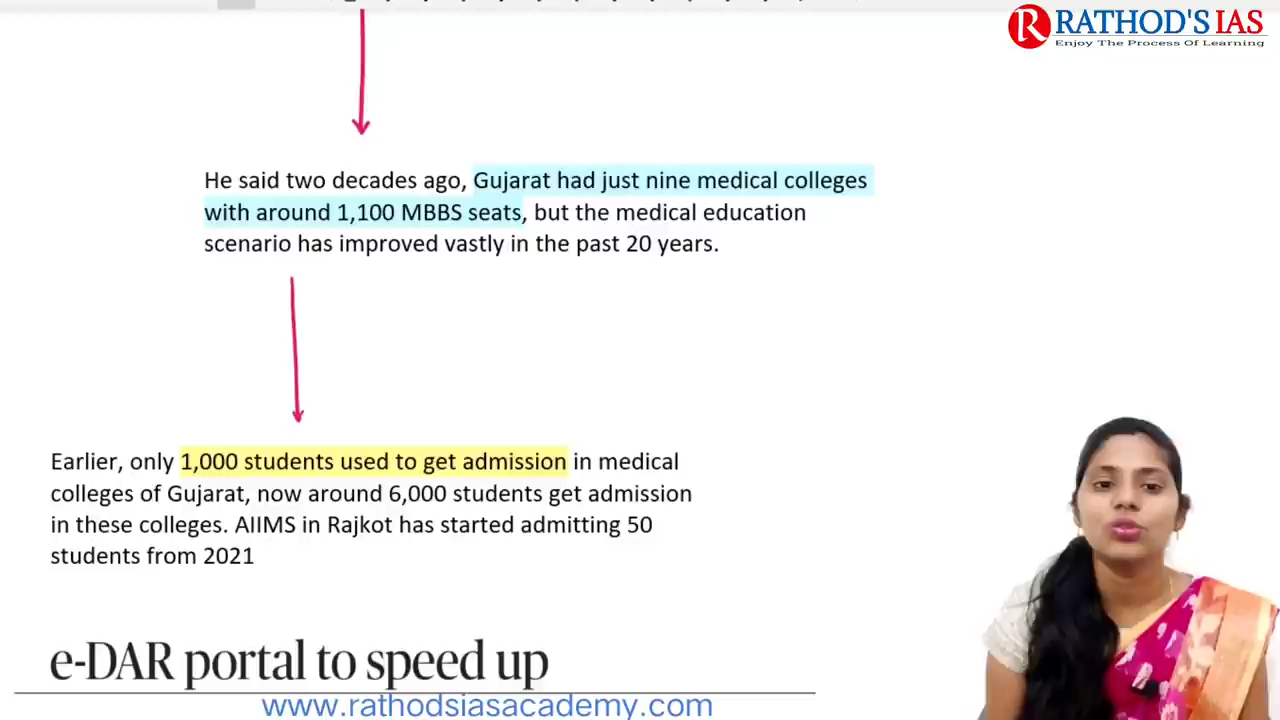 RATHOD'S IAS
Enjoy The Process Of Learning
He said two decades ago, Gujarat had just nine medical colleges
with around 1,100 MBBS seats, but the medical education
scenario has improved vastly in the past 20 years.
Earlier, only 1,000 students used to get admission in medical
colleges of Gujarat, now around 6,000 students get admission
in these colleges. AIIMS in Rajkot has started admitting 50
students from 2021
e-DAR portal to speed up
www.rathodsiasacademy.com